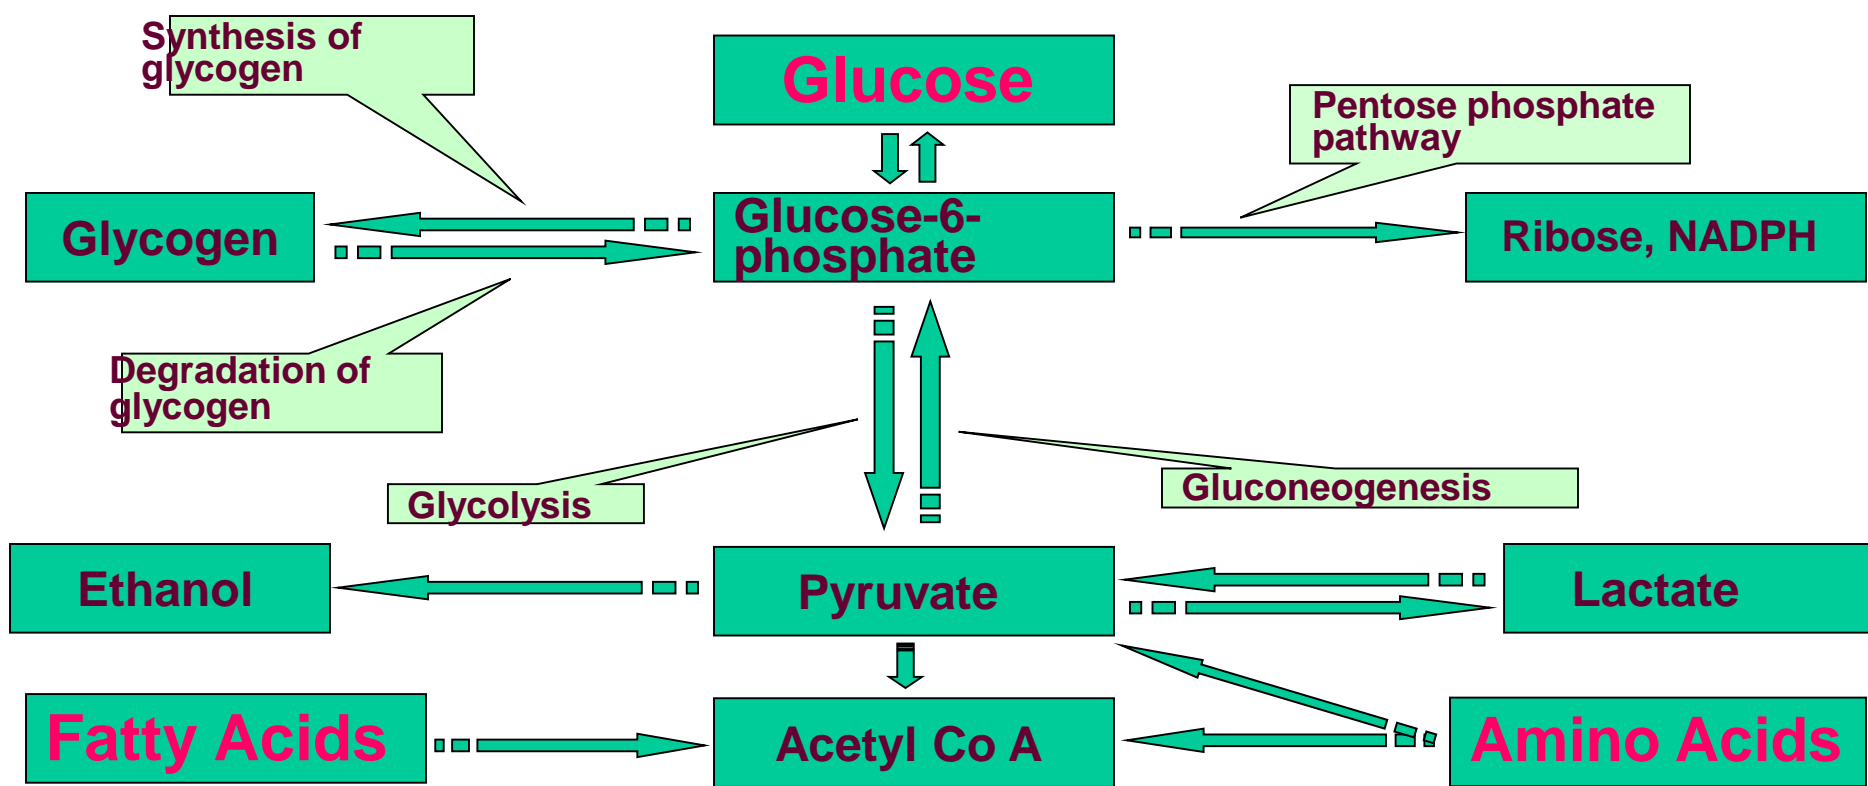 Synthesis of
glycogen
Glucose
Pentose phosphate
pathway
Glycogen
Glucose-6-
phosphate
Ribose, NADPH
Degradation of
glycogen
Glycolysis
Gluconeogenesis
Ethanol
Pyruvate
Lactate
Fatty Acids
Acetyl Co A
Amino Acids